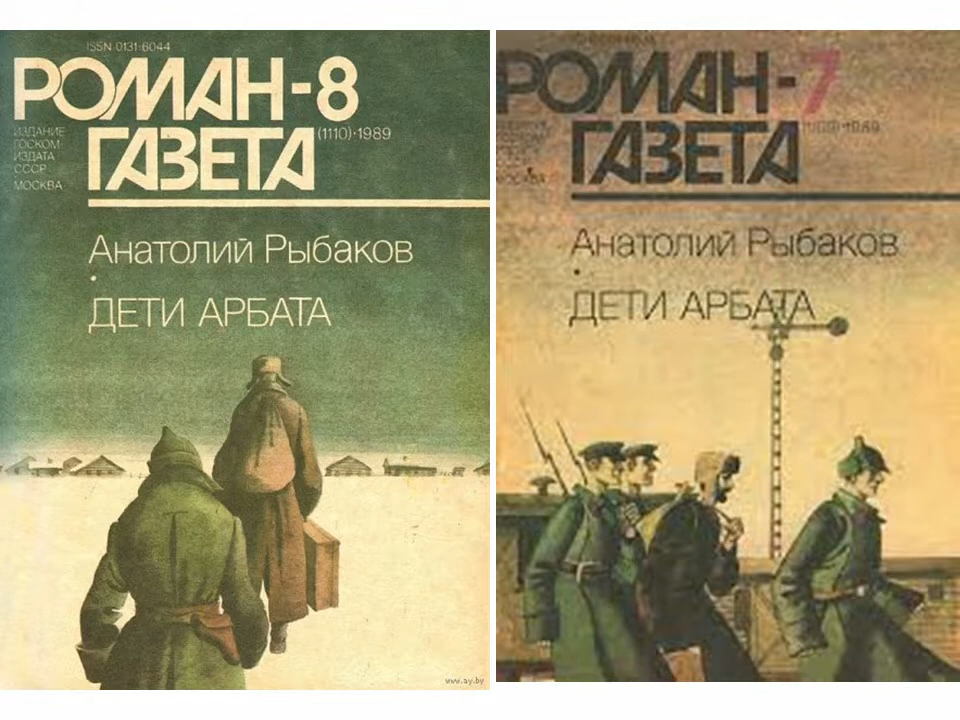 ISSN 0131-6044
РОМАН-8
ГАЗЕТА
(1110)·1989
ИЗДАНИЕ
ГОСКОМ-
ИЗДАТА
СССР
МОСКВА
Анатолий Рыбаков
ДЕТИ АРБАТА
www.ay.by
РОМАН-7
ГАЗЕТА
1989
МОСКВА
Анатолий Рыбаков
ДЕТИ АРБАТА